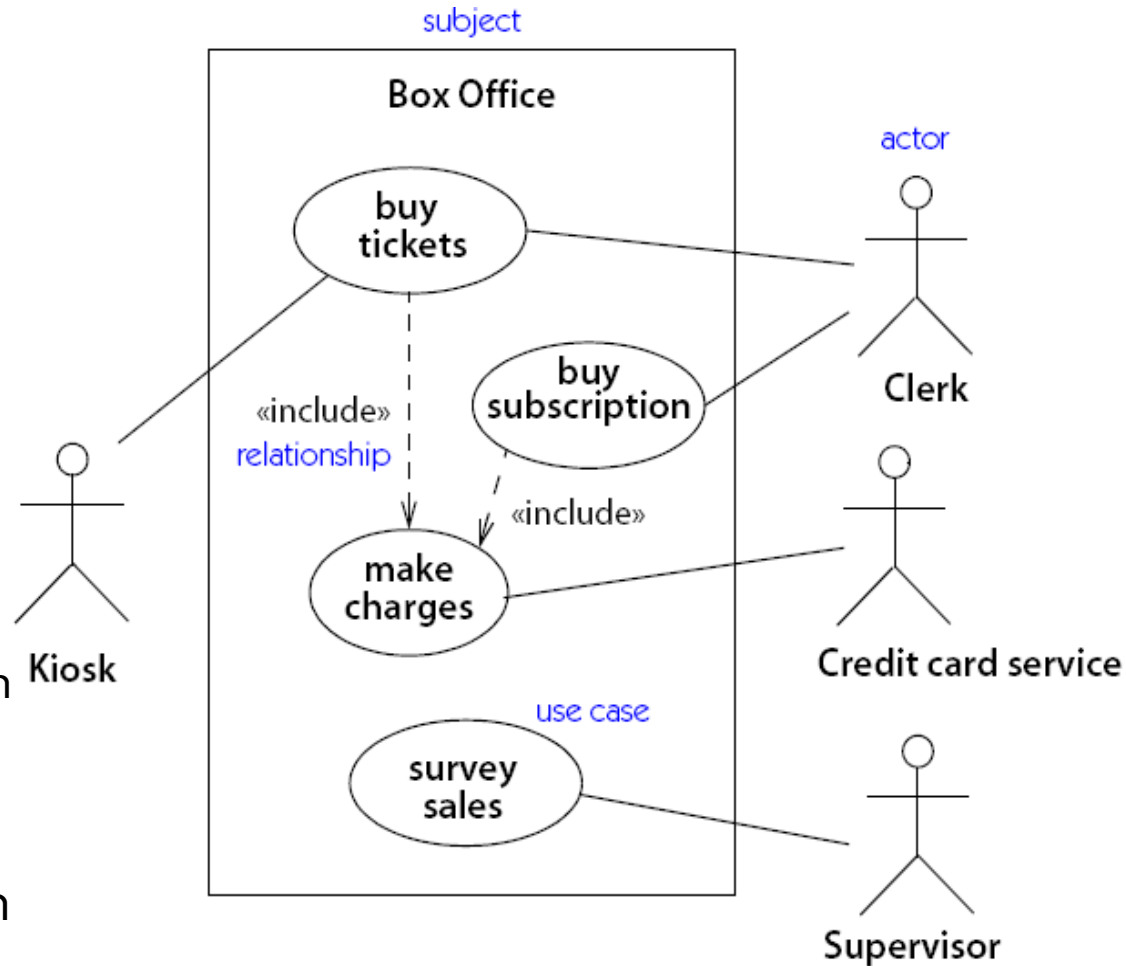 subject
Box Office
actor
buy
tickets
buy
subscription
Clerk
«include»
relationship
«include»
make
charges
Kiosk
n
Credit card service
use case
survey
sales
n
Supervisor